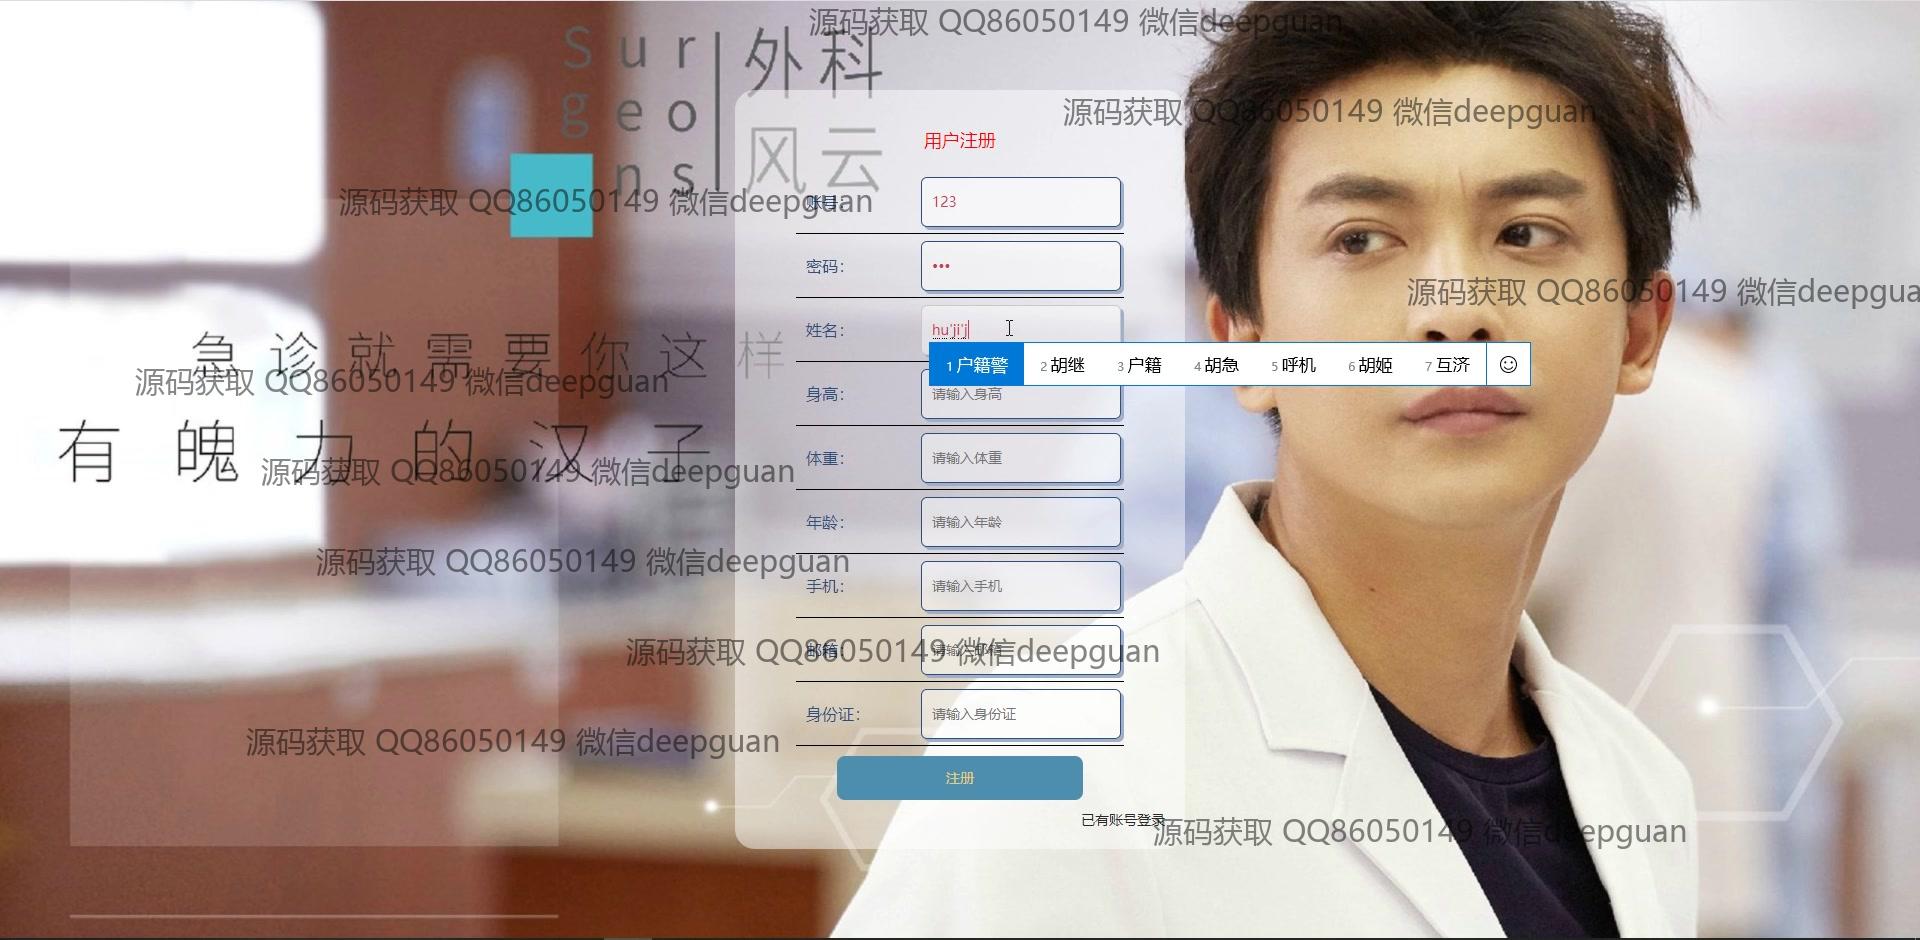 源码获取 QQ86050149 微信deepguan
Sur
geo
ns
外科
风云
源码获取 QQ86050149 微信deepguan
用户注册
源码获取 QQ86050149 微信deepguan
账号：
123
密码：
•••
源码获取 QQ86050149 微信deepgua
姓名：
hu'ji'j
1 户籍警 2 胡继 3 户籍 4 胡急 5 呼机 6 胡姬 7 互济
急诊就需要你这样
源码获取 QQ86050149 微信deepguan
身高：
请输入身高
有魄力的汉子
体重：
请输入体重
源码获取 QQ86050149 微信deepguan
年龄：
请输入年龄
源码获取 QQ86050149 微信deepguan
手机：
请输入手机
源码获取 QQ86050149 微信deepguan
邮箱：
请输入邮箱
身份证：
请输入身份证
源码获取 QQ86050149 微信deepguan
注册
已有账号登录
源码获取 QQ86050149 微信deepguan